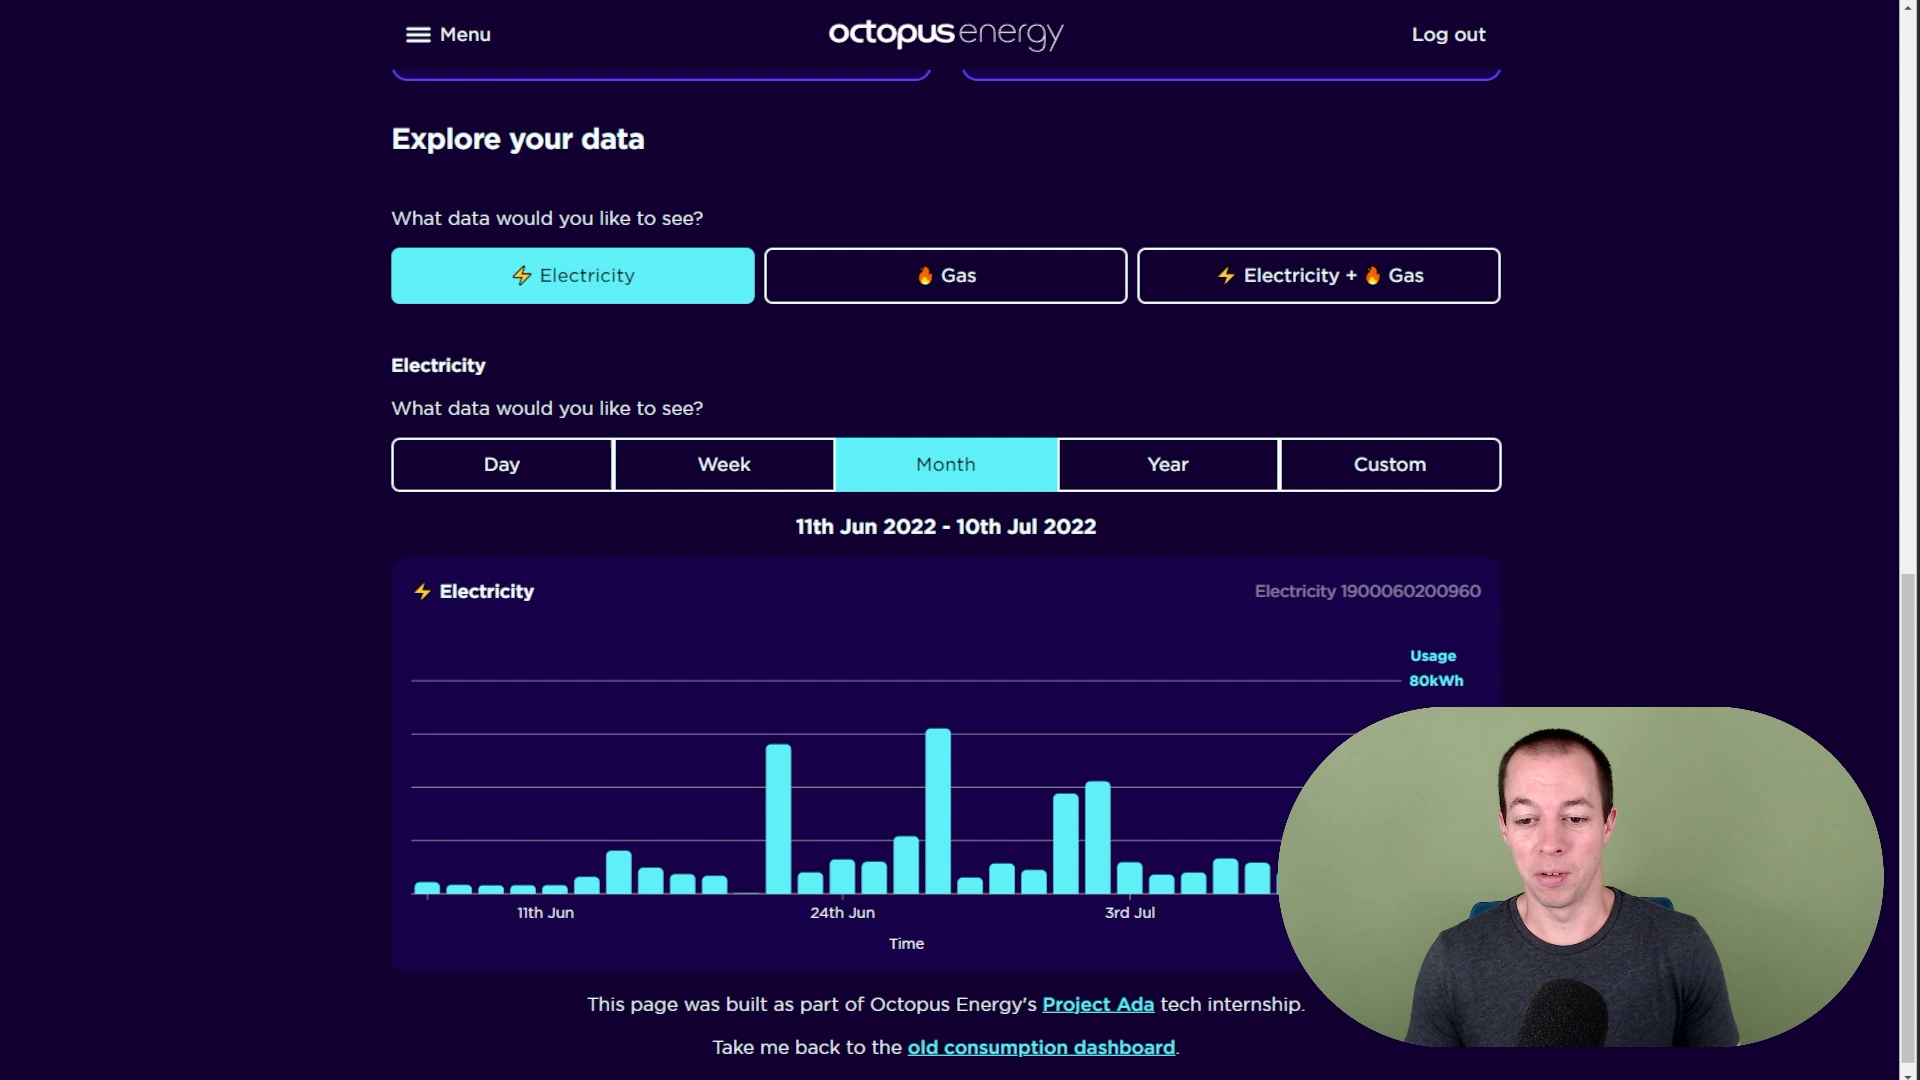 Menu
octopus energy
Log out
Explore your data
What data would you like to see?
Electricity
Gas
Electricity + Gas
Electricity
What data would you like to see?
Day
Week
Month
Year
Custom
11th Jun 2022 - 10th Jul 2022
Electricity
Electricity 1900060200960
Usage
80kWh
11th Jun
24th Jun
3rd Jul
Time
This page was built as part of Octopus Energy's Project Ada tech internship.
Take me back to the old consumption dashboard.